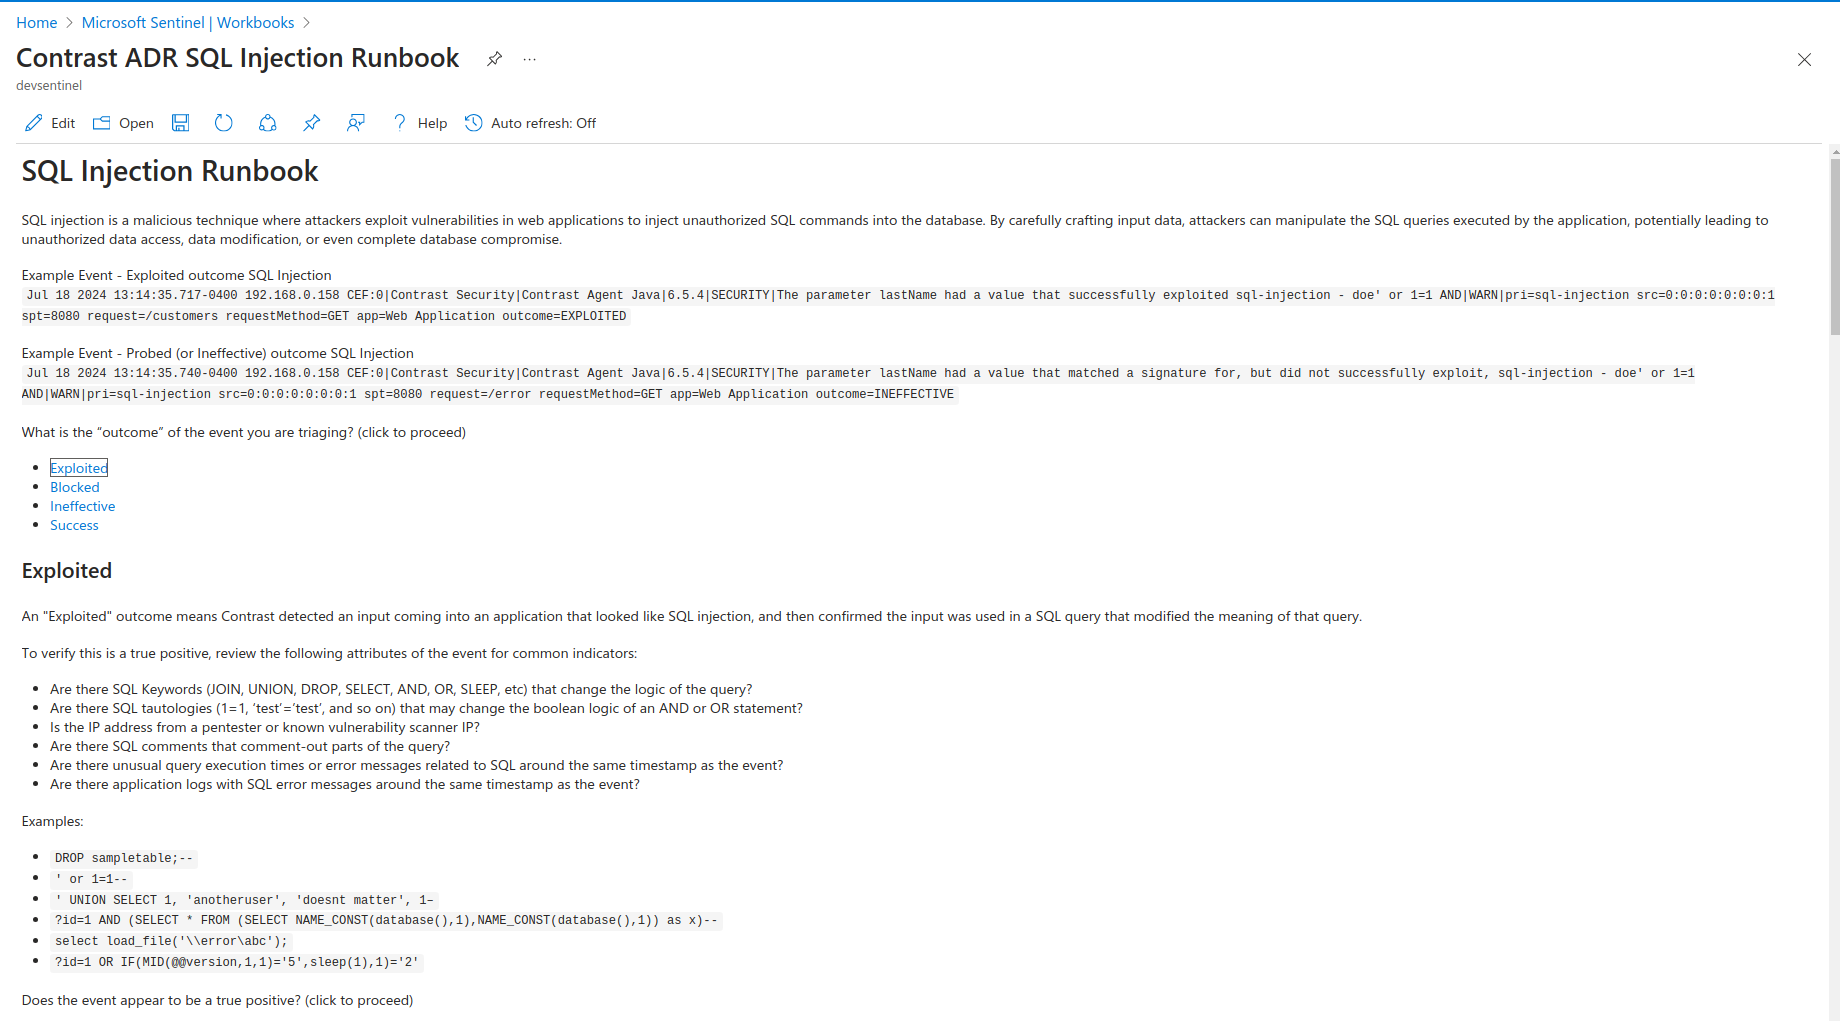 Home > Microsoft Sentinel | Workbooks >
Contrast ADR SQL Injection Runbook ...
devsentinel
Edit Open Help Auto refresh: Off
SQL Injection Runbook
SQL injection is a malicious technique where attackers exploit vulnerabilities in web applications to inject unauthorized SQL commands into the database. By carefully crafting input data, attackers can manipulate the SQL queries executed by the application, potentially leading to
unauthorized data access, data modification, or even complete database compromise.
Example Event - Exploited outcome SQL Injection
Jul 18 2024 13:14:35.717-0400 192.168.0.158 CEF:0|Contrast Security|Contrast Agent Java|6.5.4|SECURITY|The parameter lastName had a value that successfully exploited sql-injection - doe' or 1=1 AND|WARN|pri=sql-injection src=0:0:0:0:0:0:0:1
spt=8080 request=/customers requestMethod=GET app=Web Application outcome=EXPLOITED
Example Event - Probed (or Ineffective) outcome SQL Injection
Jul 18 2024 13:14:35.740-0400 192.168.0.158 CEF:0|Contrast Security|Contrast Agent Java|6.5.4|SECURITY|The parameter lastName had a value that matched a signature for, but did not successfully exploit, sql-injection - doe' or 1=1
AND|WARN|pri=sql-injection src=0:0:0:0:0:0:0:1 spt=8080 request=/error requestMethod=GET app=Web Application outcome=INEFFECTIVE
What is the “outcome” of the event you are triaging? (click to proceed)
• Exploited
• Blocked
• Ineffective
• Success
Exploited
An "Exploited" outcome means Contrast detected an input coming into an application that looked like SQL injection, and then confirmed the input was used in a SQL query that modified the meaning of that query.
To verify this is a true positive, review the following attributes of the event for common indicators:
• Are there SQL Keywords (JOIN, UNION, DROP, SELECT, AND, OR, SLEEP, etc) that change the logic of the query?
• Are there SQL tautologies (1=1, ‘test’=‘test’, and so on) that may change the boolean logic of an AND or OR statement?
• Is the IP address from a pentester or known vulnerability scanner IP?
• Are there SQL comments that comment-out parts of the query?
• Are there unusual query execution times or error messages related to SQL around the same timestamp as the event?
• Are there application logs with SQL error messages around the same timestamp as the event?
Examples:
• DROP sampletable;--
• ' or 1=1--
• ' UNION SELECT 1, 'anotheruser', 'doesnt matter', 1–
• ?id=1 AND (SELECT * FROM (SELECT NAME_CONST(database(),1),NAME_CONST(database(),1)) as x)--
• select load_file('\\error\abc');
• ?id=1 OR IF(MID(@@version,1,1)='5',sleep(1),1)='2'
Does the event appear to be a true positive? (click to proceed)